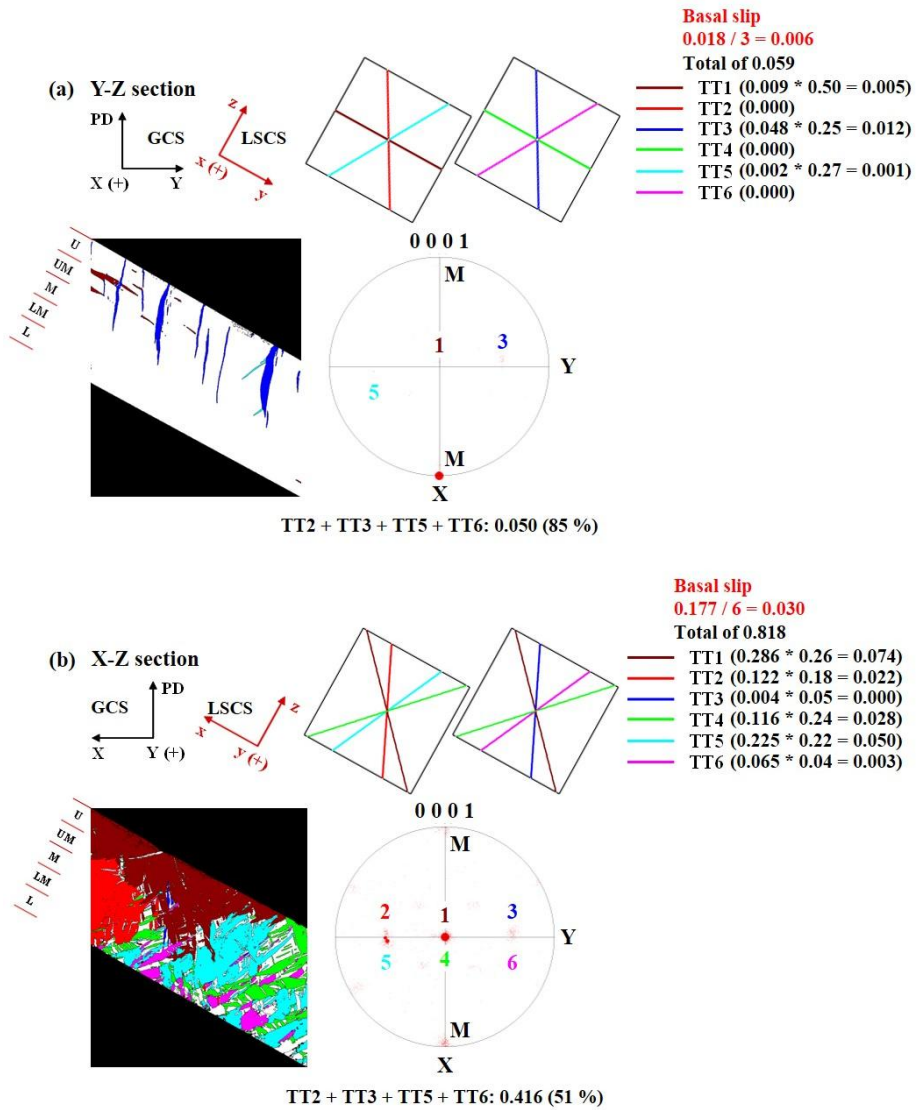 Basal slip
0.018 / 3 = 0.006
Total of 0.059
TT1 (0.009 * 0.50 = 0.005)
TT2 (0.000)
TT3 (0.048 * 0.25 = 0.012)
TT4 (0.000)
TT5 (0.002 * 0.27 = 0.001)
TT6 (0.000)
(a) Y-Z section
PD
GCS
X (+)
Y
z
LSCS
x (+)
y
U
UM
M
LM
L
0 0 0 1
M
1
3
Y
5
M
X
TT2 + TT3 + TT5 + TT6: 0.050 (85 %)
Basal slip
0.177 / 6 = 0.030
Total of 0.818
TT1 (0.286 * 0.26 = 0.074)
TT2 (0.122 * 0.18 = 0.022)
TT3 (0.004 * 0.05 = 0.000)
TT4 (0.116 * 0.24 = 0.028)
TT5 (0.225 * 0.22 = 0.050)
TT6 (0.065 * 0.04 = 0.003)
(b) X-Z section
GCS
PD
X
Y (+)
LSCS
x
z
y (+)
U
UM
M
LM
L
0 0 0 1
M
2
1
3
Y
5
4
6
M
X
TT2 + TT3 + TT5 + TT6: 0.416 (51 %)